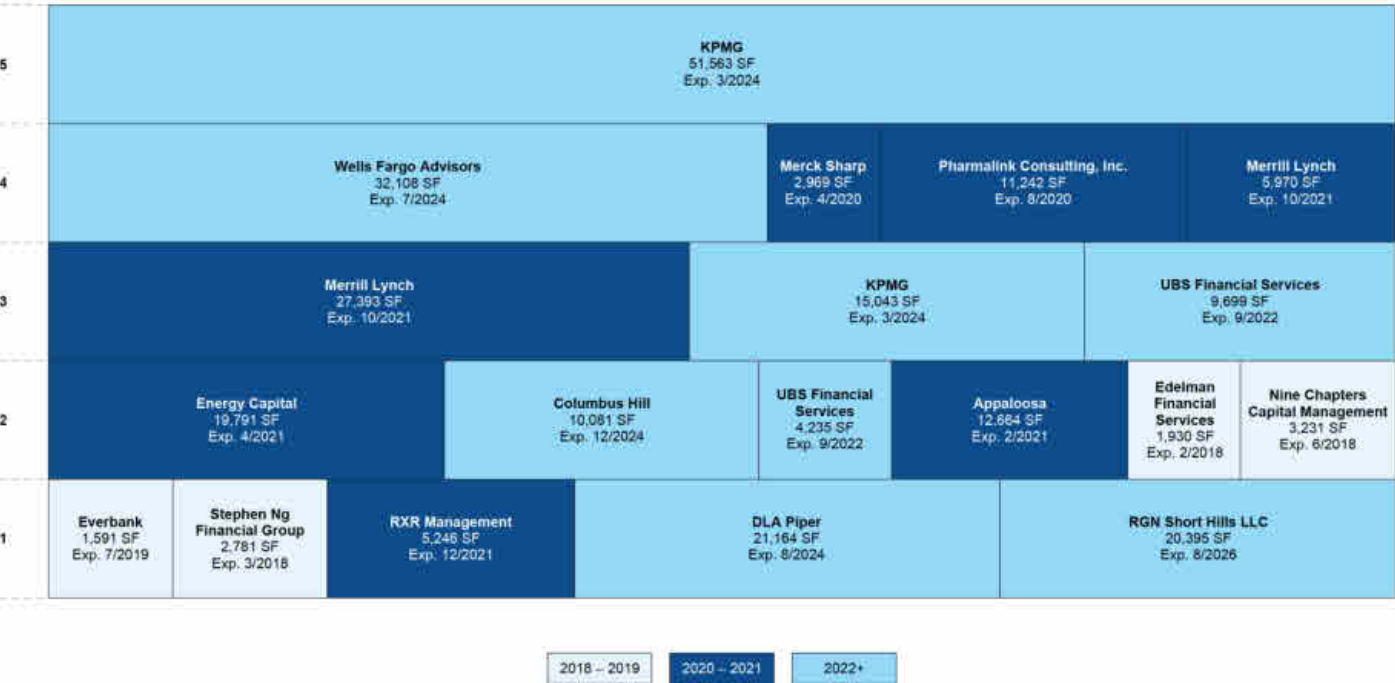 5
KPMG
51,563 SF
Exp. 3/2024
4
Wells Fargo Advisors
32,108 SF
Exp. 7/2024
Merck Sharp
2,969 SF
Exp. 4/2020
Pharmalink Consulting, Inc.
11,242 SF
Exp. 8/2020
Merrill Lynch
5,970 SF
Exp. 10/2021
3
Merrill Lynch
27,393 SF
Exp. 10/2021
KPMG
15,043 SF
Exp. 3/2024
UBS Financial Services
9,699 SF
Exp. 9/2022
2
Energy Capital
19,791 SF
Exp. 4/2021
Columbus Hill
10,081 SF
Exp. 12/2024
UBS Financial
Services
4,235 SF
Exp. 9/2022
Appaloosa
12,664 SF
Exp. 2/2021
Edelman
Financial
Services
1,930 SF
Exp. 2/2018
Nine Chapters
Capital Management
3,231 SF
Exp. 6/2018
1
Everbank
1,591 SF
Exp. 7/2019
Stephen Ng
Financial Group
2,781 SF
Exp. 3/2018
RXR Management
5,246 SF
Exp. 12/2021
DLA Piper
21,164 SF
Exp. 8/2024
RGN Short Hills LLC
20,395 SF
Exp. 8/2026
2018 – 2019
2020 – 2021
2022+